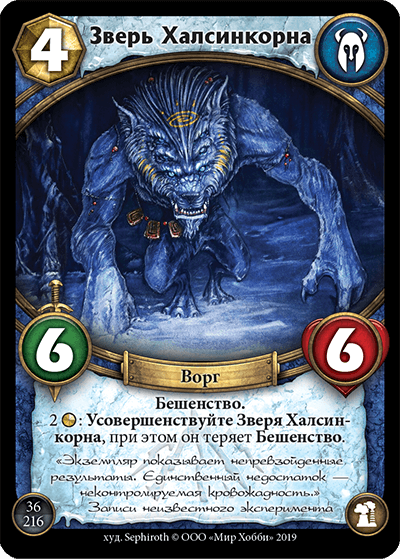 4
Зверь Халсинкорна
6
6
Ворг
Бешенство.
2 : Усовершенствуйте Зверя Халсин-
корна, при этом он теряет Бешенство.
«Экземпляр показывает непревзойденные
результаты. Единственный недостаток —
неконтролируемая кровожадность.»
Записи неизвестного эксперимента
36
216
худ. Sephiroth © ООО «Мир Хобби» 2019